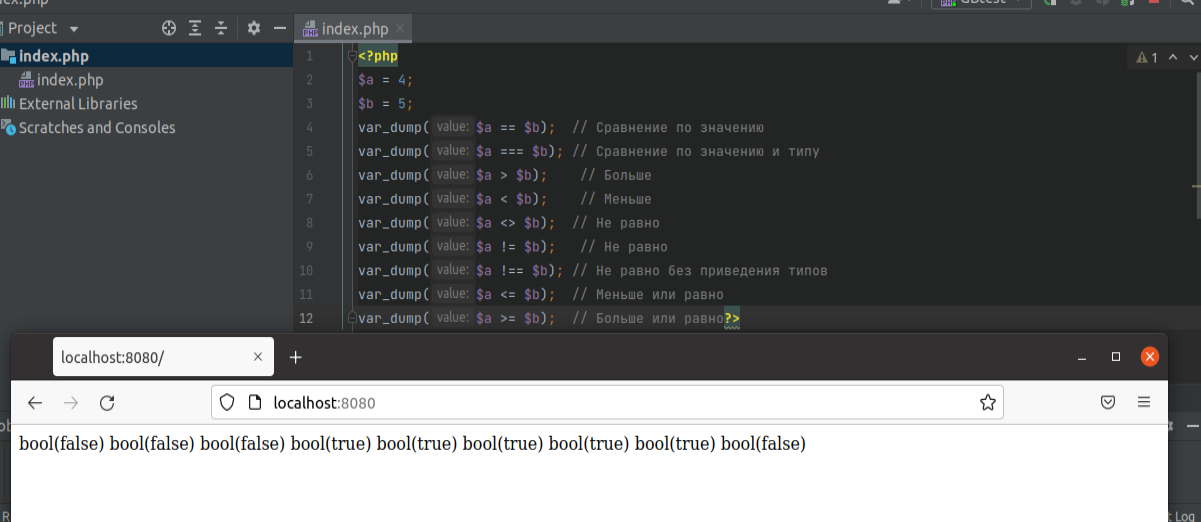 Project
index.php
index.php
index.php
External Libraries
Scratches and Consoles
1 <?php
1
2 $a = 4;
3 $b = 5;
4 var_dump( value: $a == $b);  // Сравнение по значению
5 var_dump( value: $a === $b); // Сравнение по значению и типу
6 var_dump( value: $a > $b);    // Больше
7 var_dump( value: $a < $b);    // Меньше
8 var_dump( value: $a <> $b);  // Не равно
9 var_dump( value: $a != $b);   // Не равно
10 var_dump( value: $a !== $b); // Не равно без приведения типов
11 var_dump( value: $a <= $b);  // Меньше или равно
12 var_dump( value: $a >= $b);  // Больше или равно?>
localhost:8080/
localhost:8080
bool(false) bool(false) bool(false) bool(true) bool(true) bool(true) bool(true) bool(true) bool(false)
Log